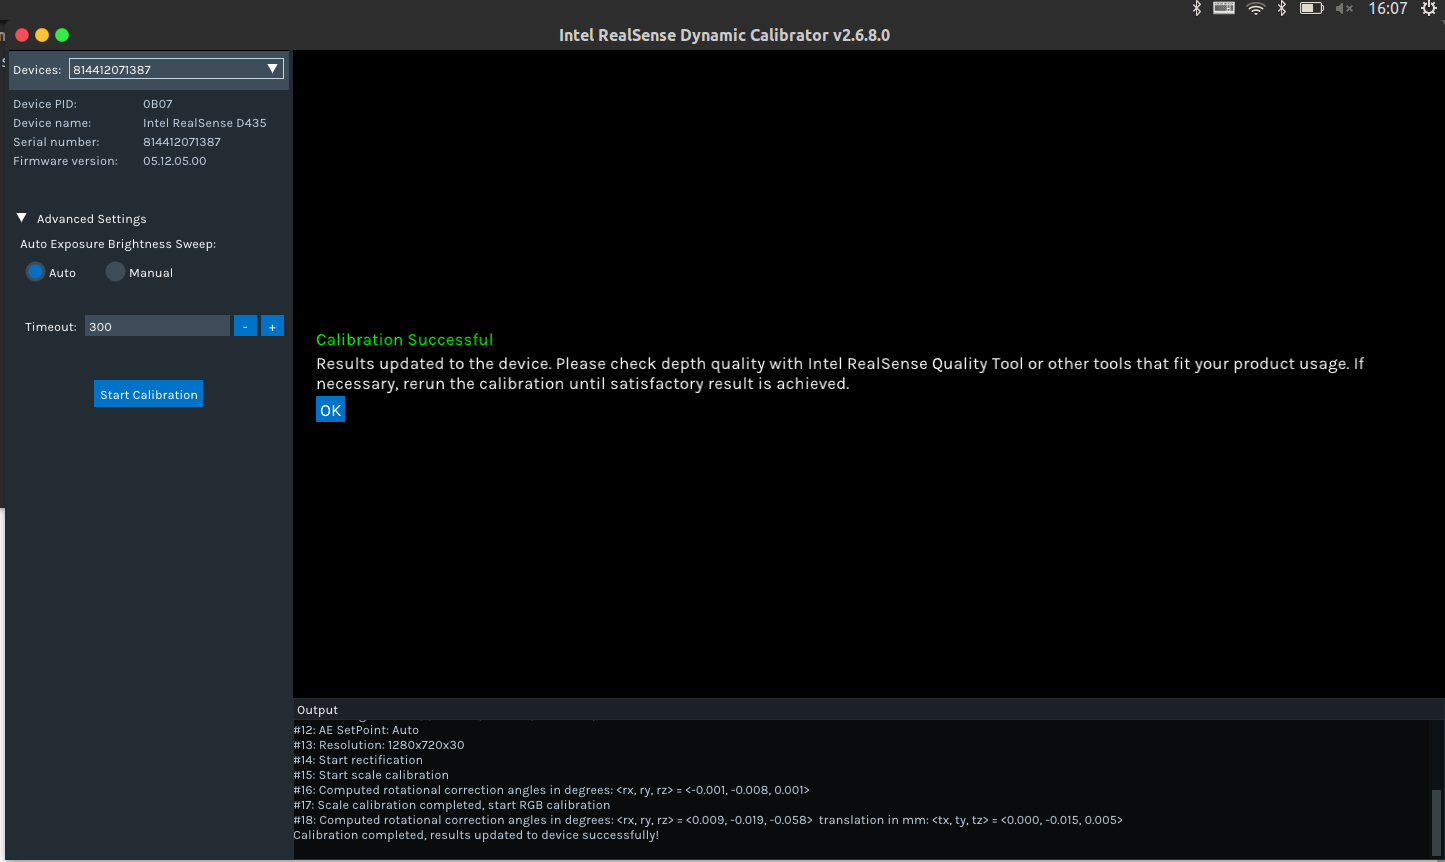 16:07
Intel RealSense Dynamic Calibrator v2.6.8.0
Devices: 814412071387
Device PID: 0B07
Device name: Intel RealSense D435
Serial number: 814412071387
Firmware version: 05.12.05.00
Advanced Settings
Auto Exposure Brightness Sweep:
Auto Manual
Timeout: 300 - +
Start Calibration
Calibration Successful
Results updated to the device. Please check depth quality with Intel RealSense Quality Tool or other tools that fit your product usage. If
necessary, rerun the calibration until satisfactory result is achieved.
OK
Output
#12: AE SetPoint: Auto
#13: Resolution: 1280x720x30
#14: Start rectification
#15: Start scale calibration
#16: Computed rotational correction angles in degrees: <rx, ry, rz> = <-0.001, -0.008, 0.001>
#17: Scale calibration completed, start RGB calibration
#18: Computed rotational correction angles in degrees: <rx, ry, rz> = <0.009, -0.019, -0.058> translation in mm: <tx, ty, tz> = <0.000, -0.015, 0.005>
Calibration completed, results updated to device successfully!